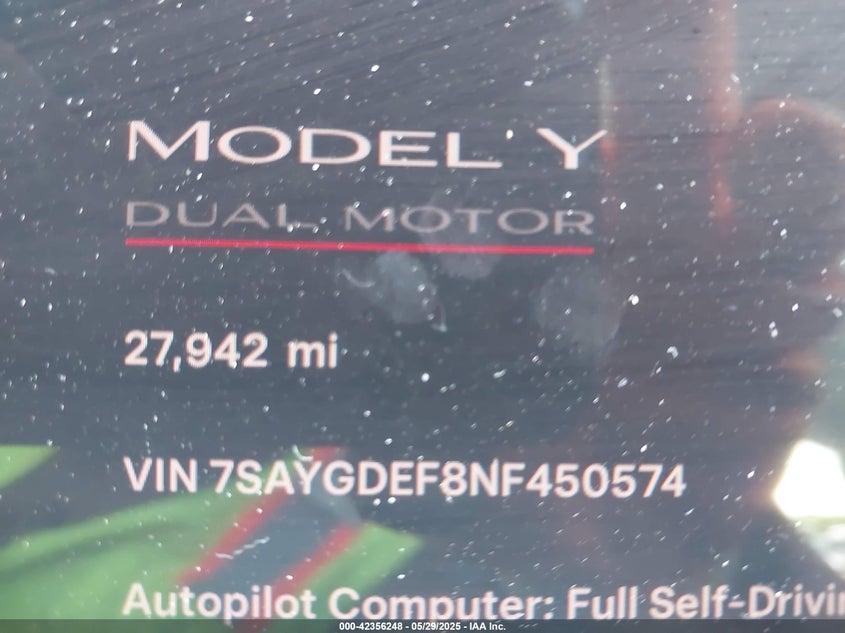 MODEL Y
DUAL MOTOR
27,942 mi
VIN 7SAYGDEF8NF450574
Autopilot Computer: Full Self-Drivin
000-42356248 - 05/29/2025 - IAA Inc.